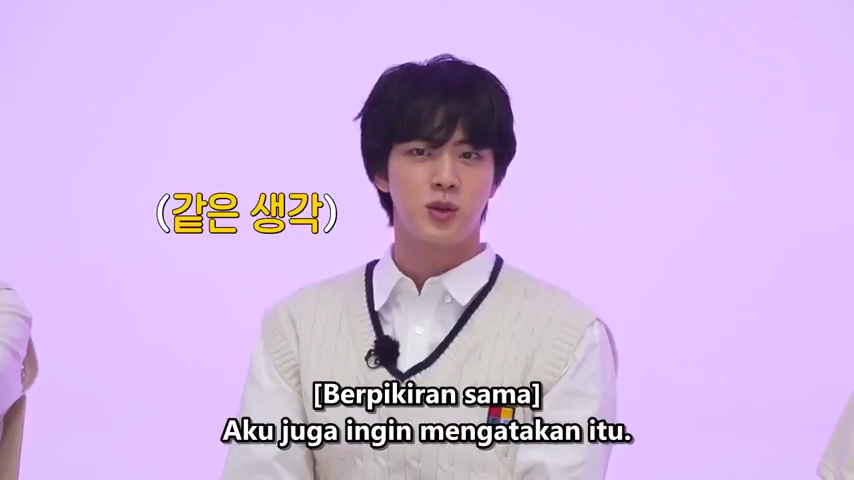 (같은 생각)
[Berpikiran sama]
Aku juga ingin mengatakan itu.